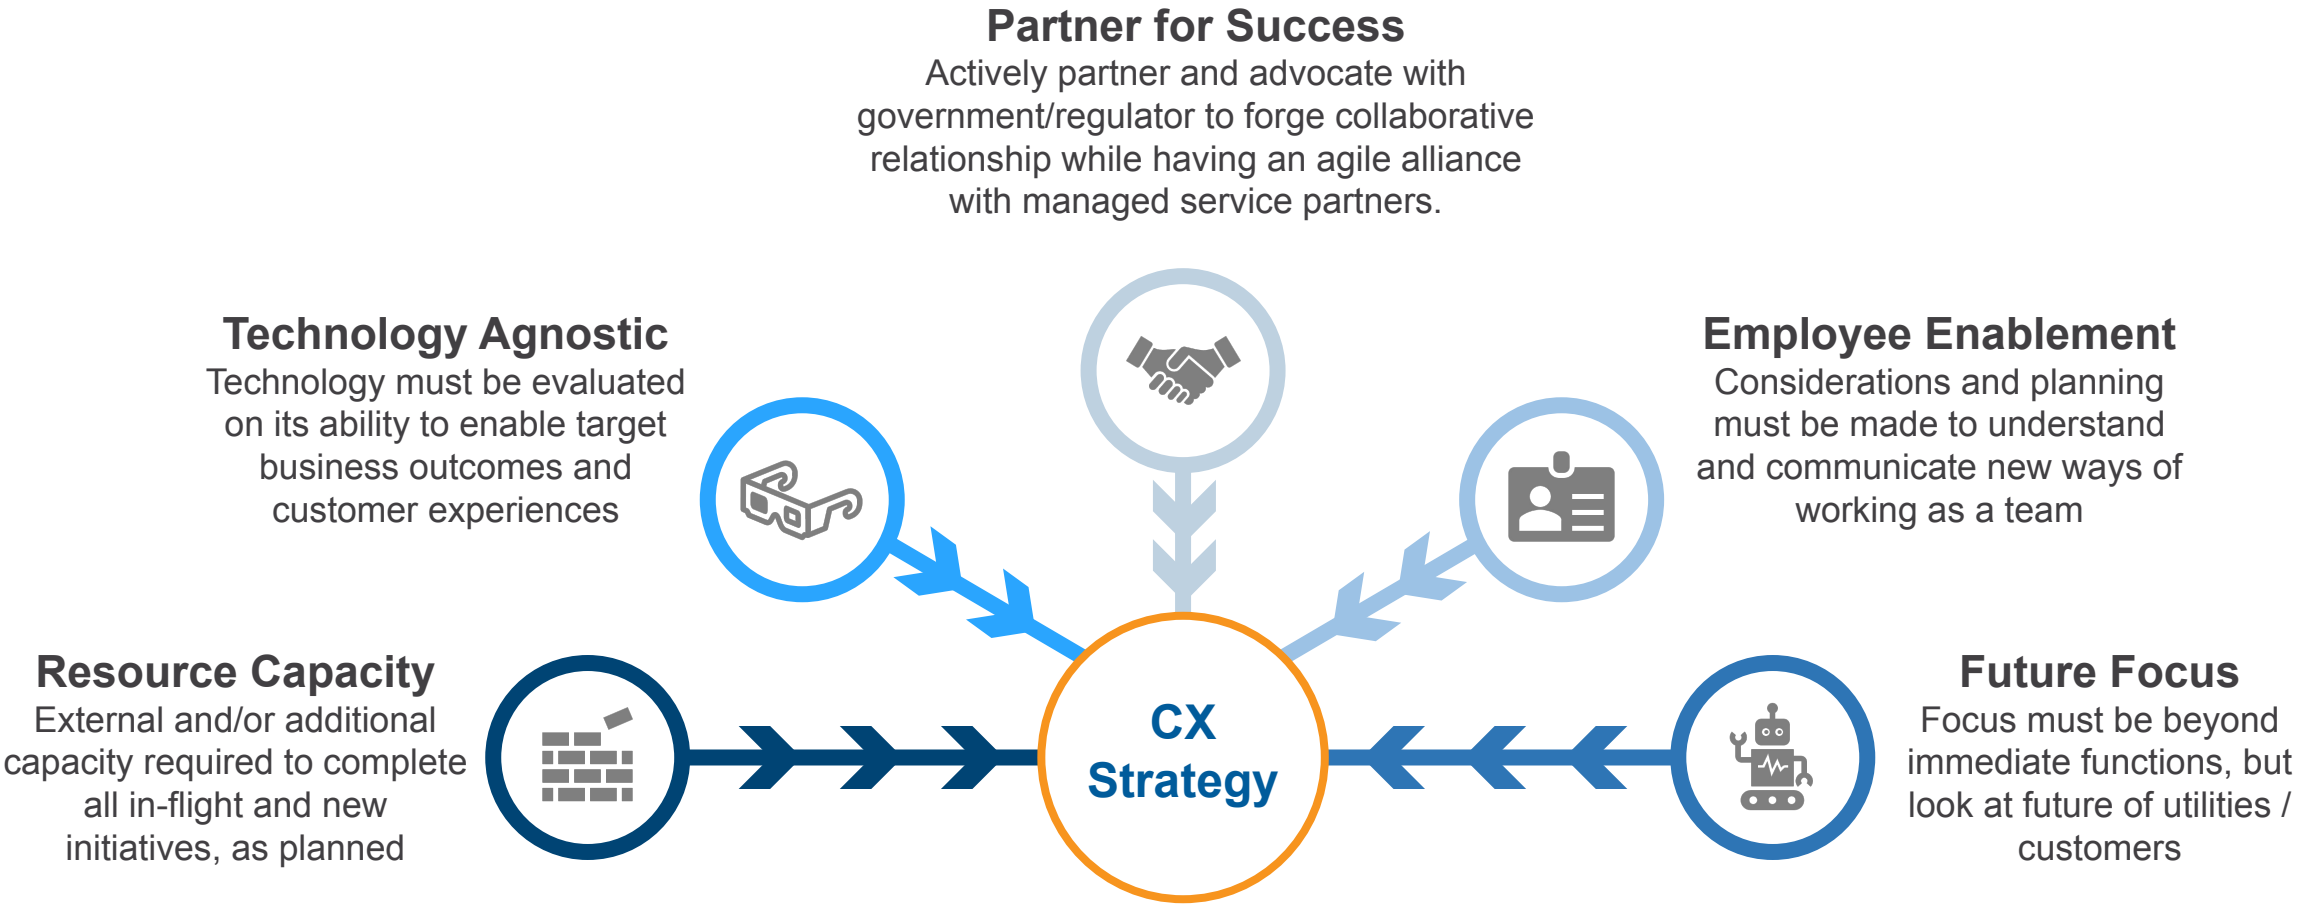 Partner for Success
Actively partner and advocate with
government/regulator to forge collaborative
relationship while having an agile alliance
with managed service partners.
Technology Agnostic
Technology must be evaluated
on its ability to enable target
business outcomes and
customer experiences
Employee Enablement
Considerations and planning
must be made to understand
and communicate new ways of
working as a team
Resource Capacity
External and/or additional
capacity required to complete
all in-flight and new
initiatives, as planned
CX
Strategy
Future Focus
Focus must be beyond
immediate functions, but
look at future of utilities /
customers